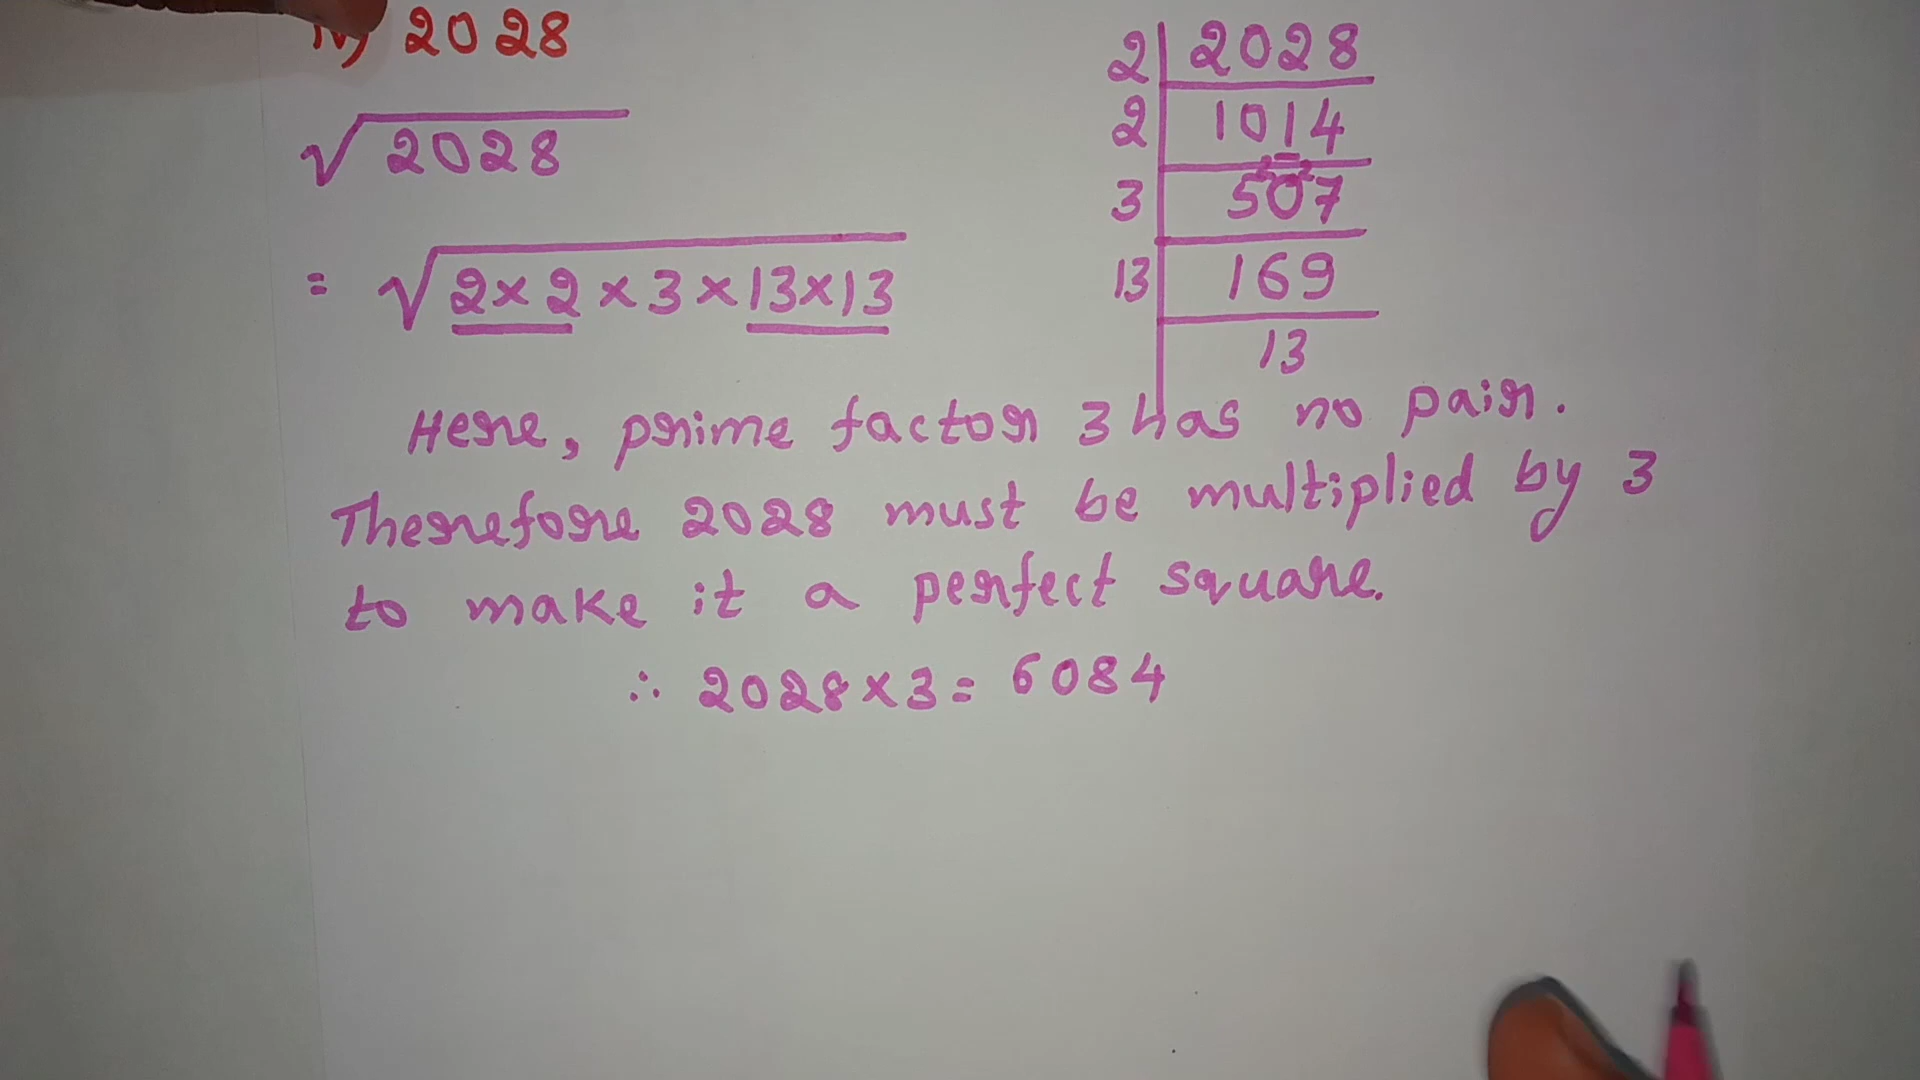 iv) 2028
√2028
= √2×2×3×13×13
2 | 2028
2 | 1014
3 | 507
13 | 169
13
Here, prime factor 3 has no pair.
Therefore 2028 must be multiplied by 3
to make it a perfect square.
∴ 2028×3= 6084